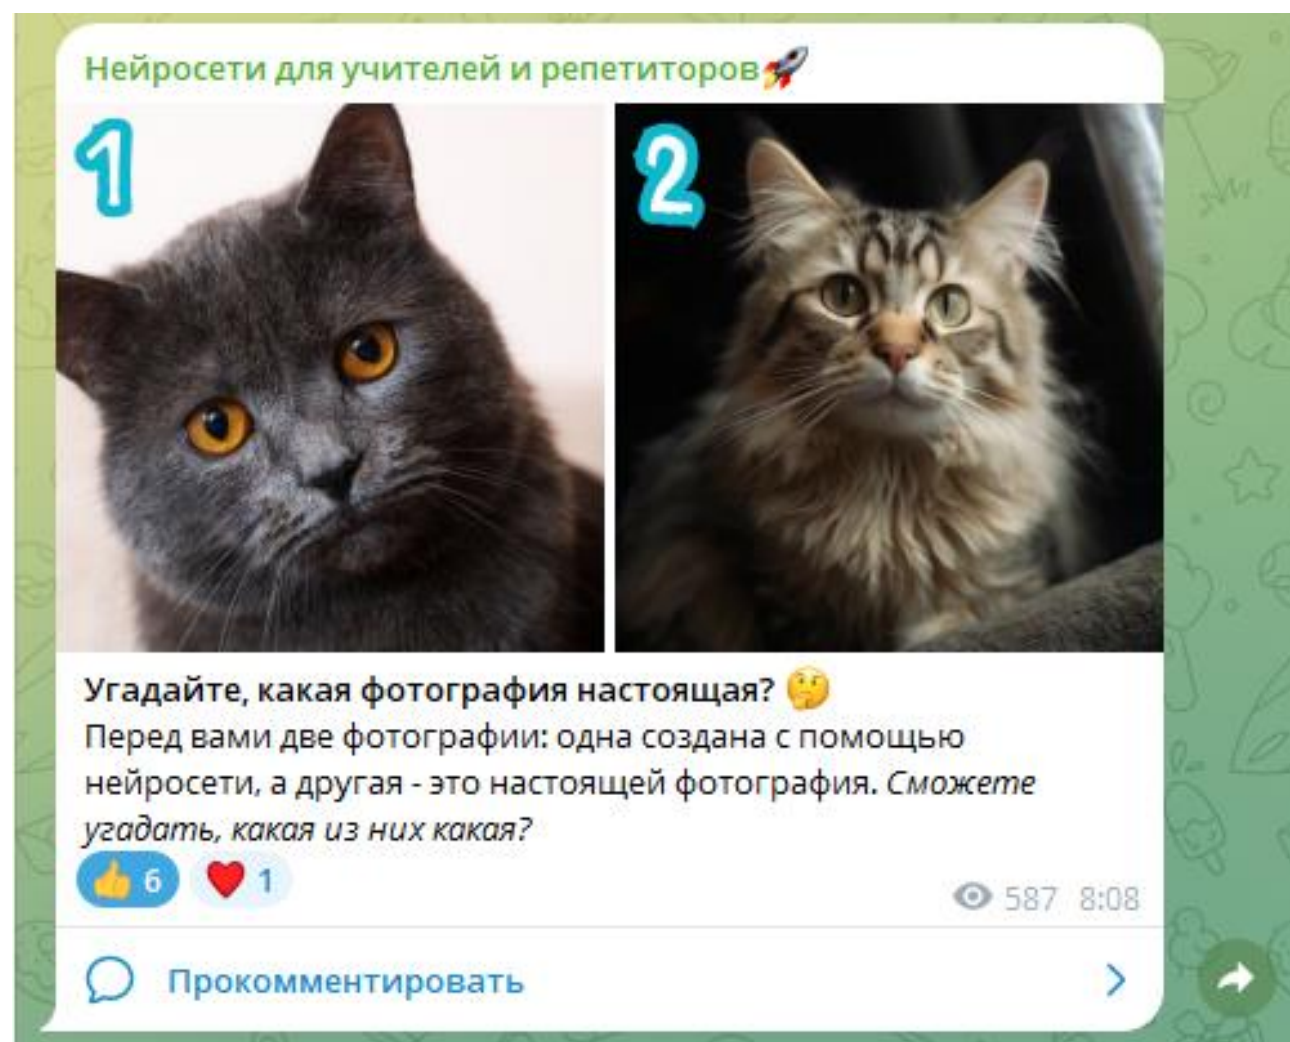 Нейросети для учителей и репетиторов🚀
1
2
Угадайте, какая фотография настоящая? 🤔
Перед вами две фотографии: одна создана с помощью
нейросети, а другая - это настоящей фотография. Сможете
угадать, какая из них какая?
👍 6 ❤️ 1
587 8:08
Прокомментировать